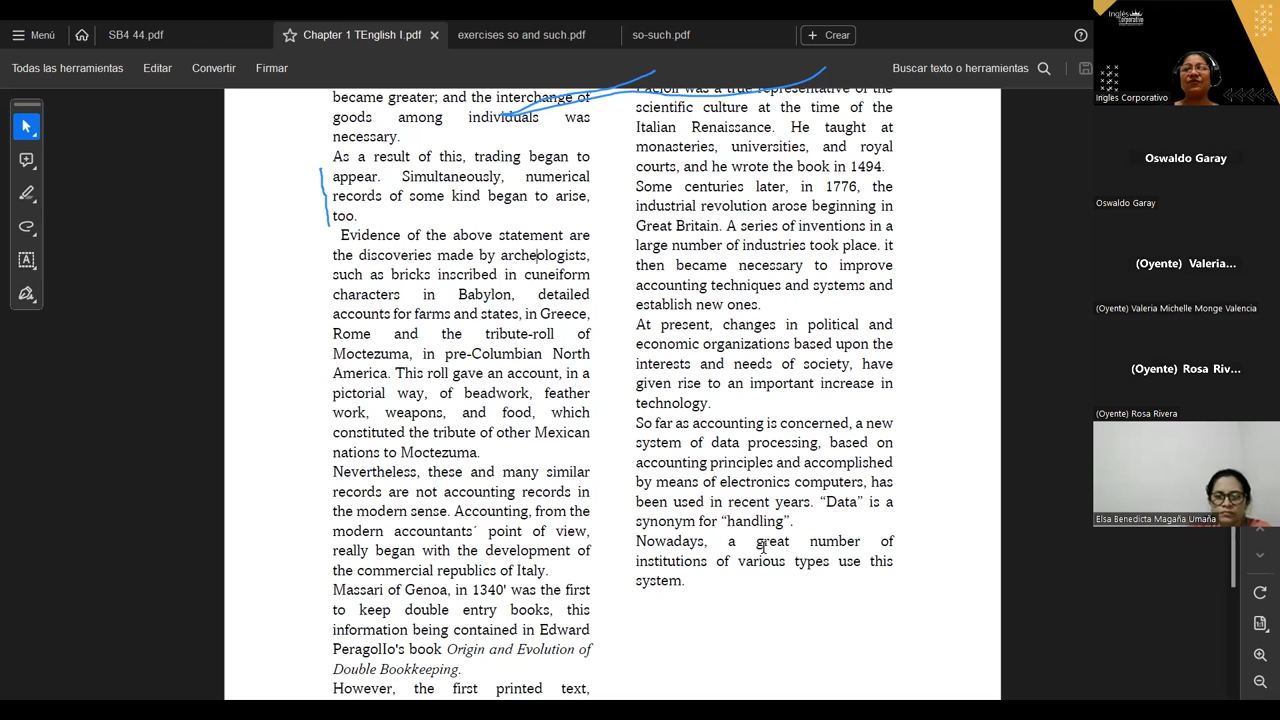 SB4 44.pdf
Chapter 1 TEnglish I.pdf
exercises so and such.pdf
so-such.pdf
Crear
Menú
Todas las herramientas
Editar
Convertir
Firmar
Buscar texto o herramientas
became greater; and the interchange of
goods among individuals was
necessary.
As a result of this, trading began to
appear. Simultaneously, numerical
records of some kind began to arise,
too.
Evidence of the above statement are
the discoveries made by archeologists,
such as bricks inscribed in cuneiform
characters in Babylon, detailed
accounts for farms and states, in Greece,
Rome and the tribute-roll of
Moctezuma, in pre-Columbian North
America. This roll gave an account, in a
pictorial way, of beadwork, feather
work, weapons, and food, which
constituted the tribute of other Mexican
nations to Moctezuma.
Nevertheless, these and many similar
records are not accounting records in
the modern sense. Accounting, from the
modern accountants´ point of view,
really began with the development of
the commercial republics of Italy.
Massari of Genoa, in 1340' was the first
to keep double entry books, this
information being contained in Edward
PeragolIo's book Origin and Evolution of
Double Bookkeeping.
However, the first printed text,
Pacioli was a true representative of the
scientific culture at the time of the
Italian Renaissance. He taught at
monasteries, universities, and royal
courts, and he wrote the book in 1494.
Some centuries later, in 1776, the
industrial revolution arose beginning in
Great Britain. A series of inventions in a
large number of industries took place. it
then became necessary to improve
accounting techniques and systems and
establish new ones.
At present, changes in political and
economic organizations based upon the
interests and needs of society, have
given rise to an important increase in
technology.
So far as accounting is concerned, a new
system of data processing, based on
accounting principles and accomplished
by means of electronics computers, has
been used in recent years. “Data” is a
synonym for “handling”.
Nowadays, a great number of
institutions of various types use this
system.
Inglés
Corporativo
Ingles Corporativo
Oswaldo Garay
Oswaldo Garay
(Oyente) Valeria...
(Oyente) Valeria Michelle Monge Valencia
(Oyente) Rosa Riv...
(Oyente) Rosa Rivera
Elsa Benedicta Magaña Umaña